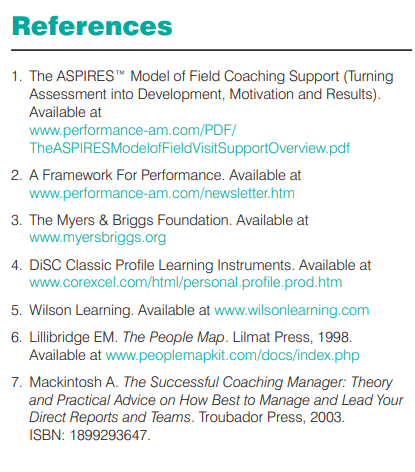 References
1. The ASPIRES™ Model of Field Coaching Support (Turning
Assessment into Development, Motivation and Results).
Available at
www.performance-am.com/PDF/
TheASPIRESModelofFieldVisitSupportOverview.pdf
2. A Framework For Performance. Available at
www.performance-am.com/newsletter.htm
3. The Myers & Briggs Foundation. Available at
www.myersbriggs.org
4. DiSC Classic Profile Learning Instruments. Available at
www.corexcel.com/html/personal.profile.prod.htm
5. Wilson Learning. Available at www.wilsonlearning.com
6. Lillibridge EM. The People Map. Lilmat Press, 1998.
Available at www.peoplemapkit.com/docs/index.php
7. Mackintosh A. The Successful Coaching Manager: Theory
and Practical Advice on How Best to Manage and Lead Your
Direct Reports and Teams. Troubador Press, 2003.
ISBN: 1899293647.